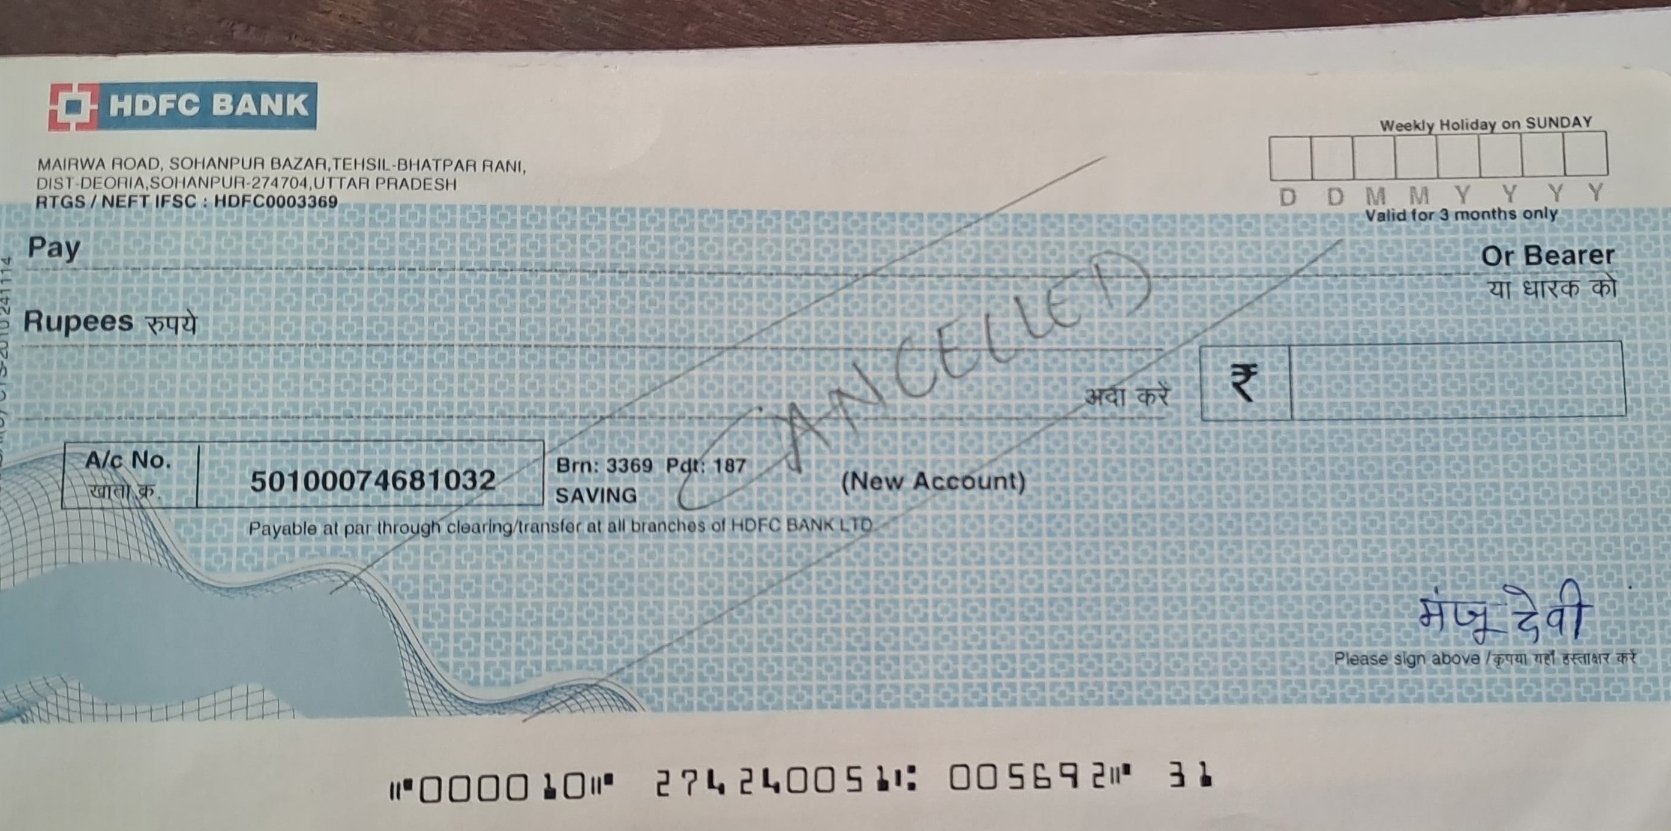 HDFC BANK
Weekly Holiday on SUNDAY
MAIRWA ROAD, SOHANPUR BAZAR,TEHSIL-BHATPAR RANI,
DIST-DEORIA,SOHANPUR-274704,UTTAR PRADESH
RTGS / NEFT IFSC : HDFC0003369
D D M M Y Y Y Y
Valid for 3 months only
Pay
Or Bearer
या धारक को
Rupees रुपये
CANCELLED
अदा करें ₹
A/c No.
खाता क्र.
50100074681032
Brn: 3369 Pdt: 187
SAVING
(New Account)
Payable at par through clearing/transfer at all branches of HDFC BANK LTD
मंजू देवी
Please sign above / कृपया यहाँ हस्ताक्षर करें
⑈000010⑈ 274240051⑆ 005692⑈ 31